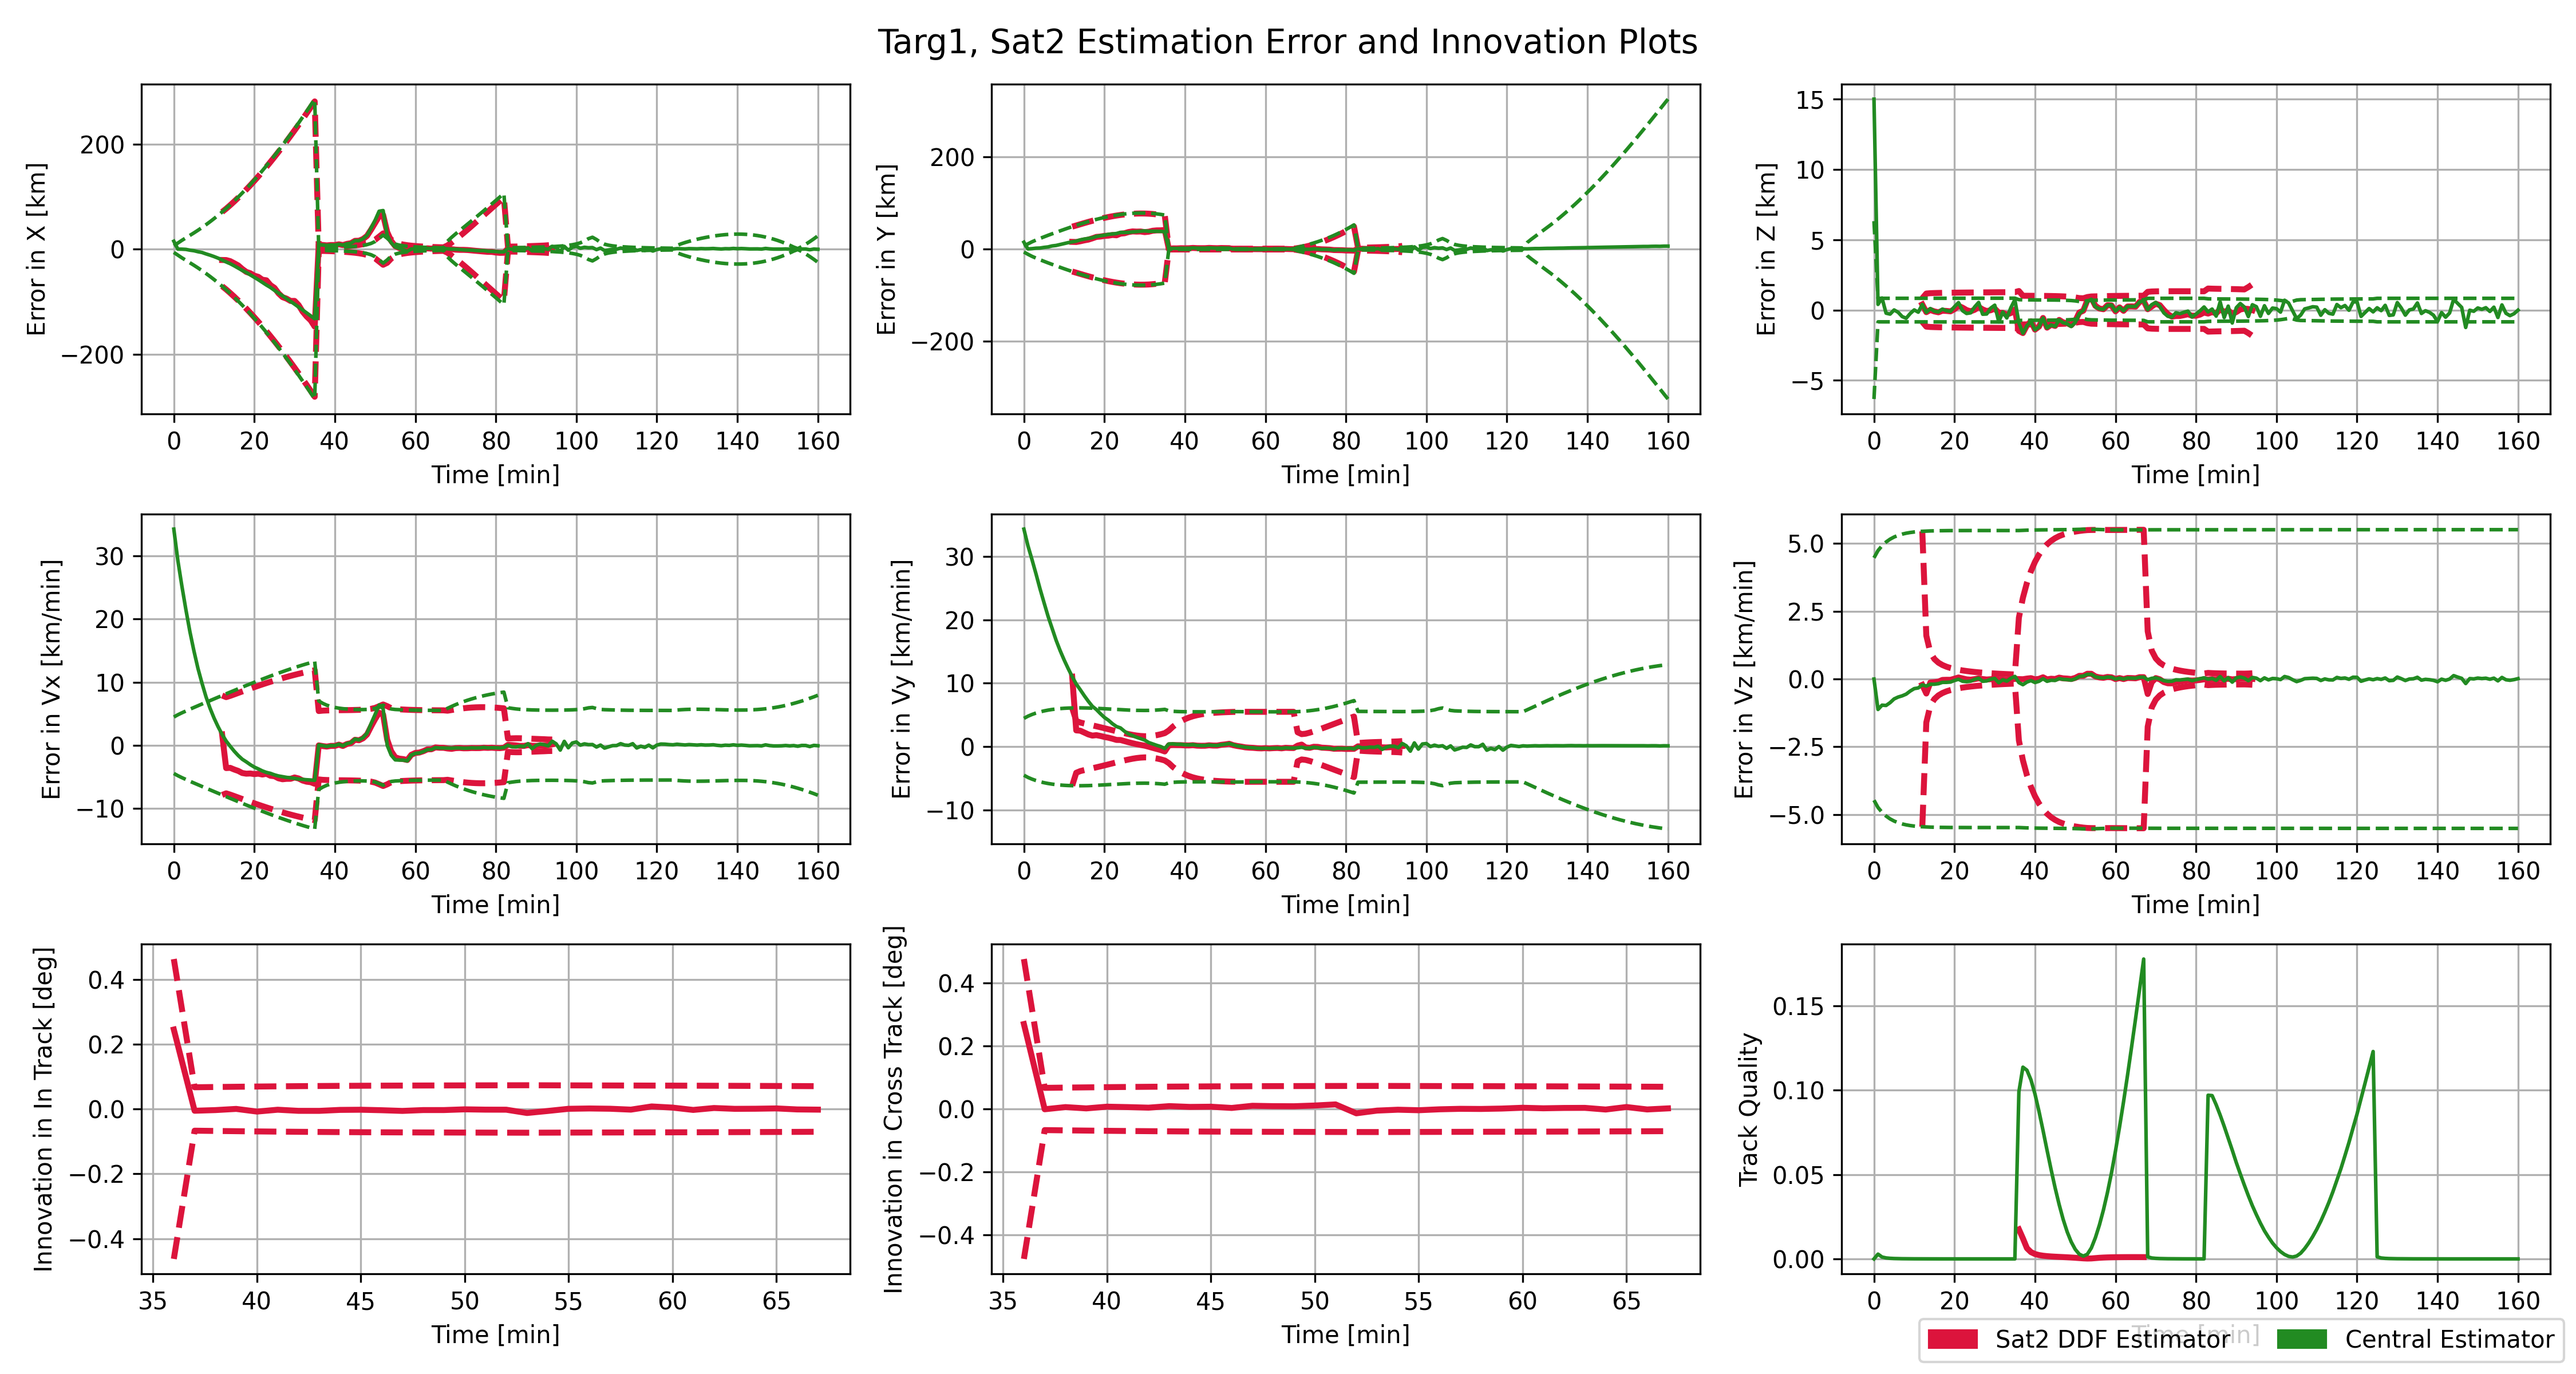 Targ1, Sat2 Estimation Error and Innovation Plots
Error in X [km]
200
0
−200
0 20 40 60 80 100 120 140 160
Time [min]
Error in Y [km]
200
0
−200
0 20 40 60 80 100 120 140 160
Time [min]
Error in Z [km]
15
10
5
0
−5
0 20 40 60 80 100 120 140 160
Time [min]
Error in Vx [km/min]
30
20
10
0
−10
0 20 40 60 80 100 120 140 160
Time [min]
Error in Vy [km/min]
30
20
10
0
−10
0 20 40 60 80 100 120 140 160
Time [min]
Error in Vz [km/min]
5.0
2.5
0.0
−2.5
−5.0
0 20 40 60 80 100 120 140 160
Time [min]
Innovation in In Track [deg]
0.4
0.2
0.0
−0.2
−0.4
35 40 45 50 55 60 65
Time [min]
Innovation in Cross Track [deg]
0.4
0.2
0.0
−0.2
−0.4
35 40 45 50 55 60 65
Time [min]
Track Quality
0.15
0.10
0.05
0.00
0 20 40 60 80 100 120 140 160
Time [min]
Sat2 DDF Estimator
Central Estimator